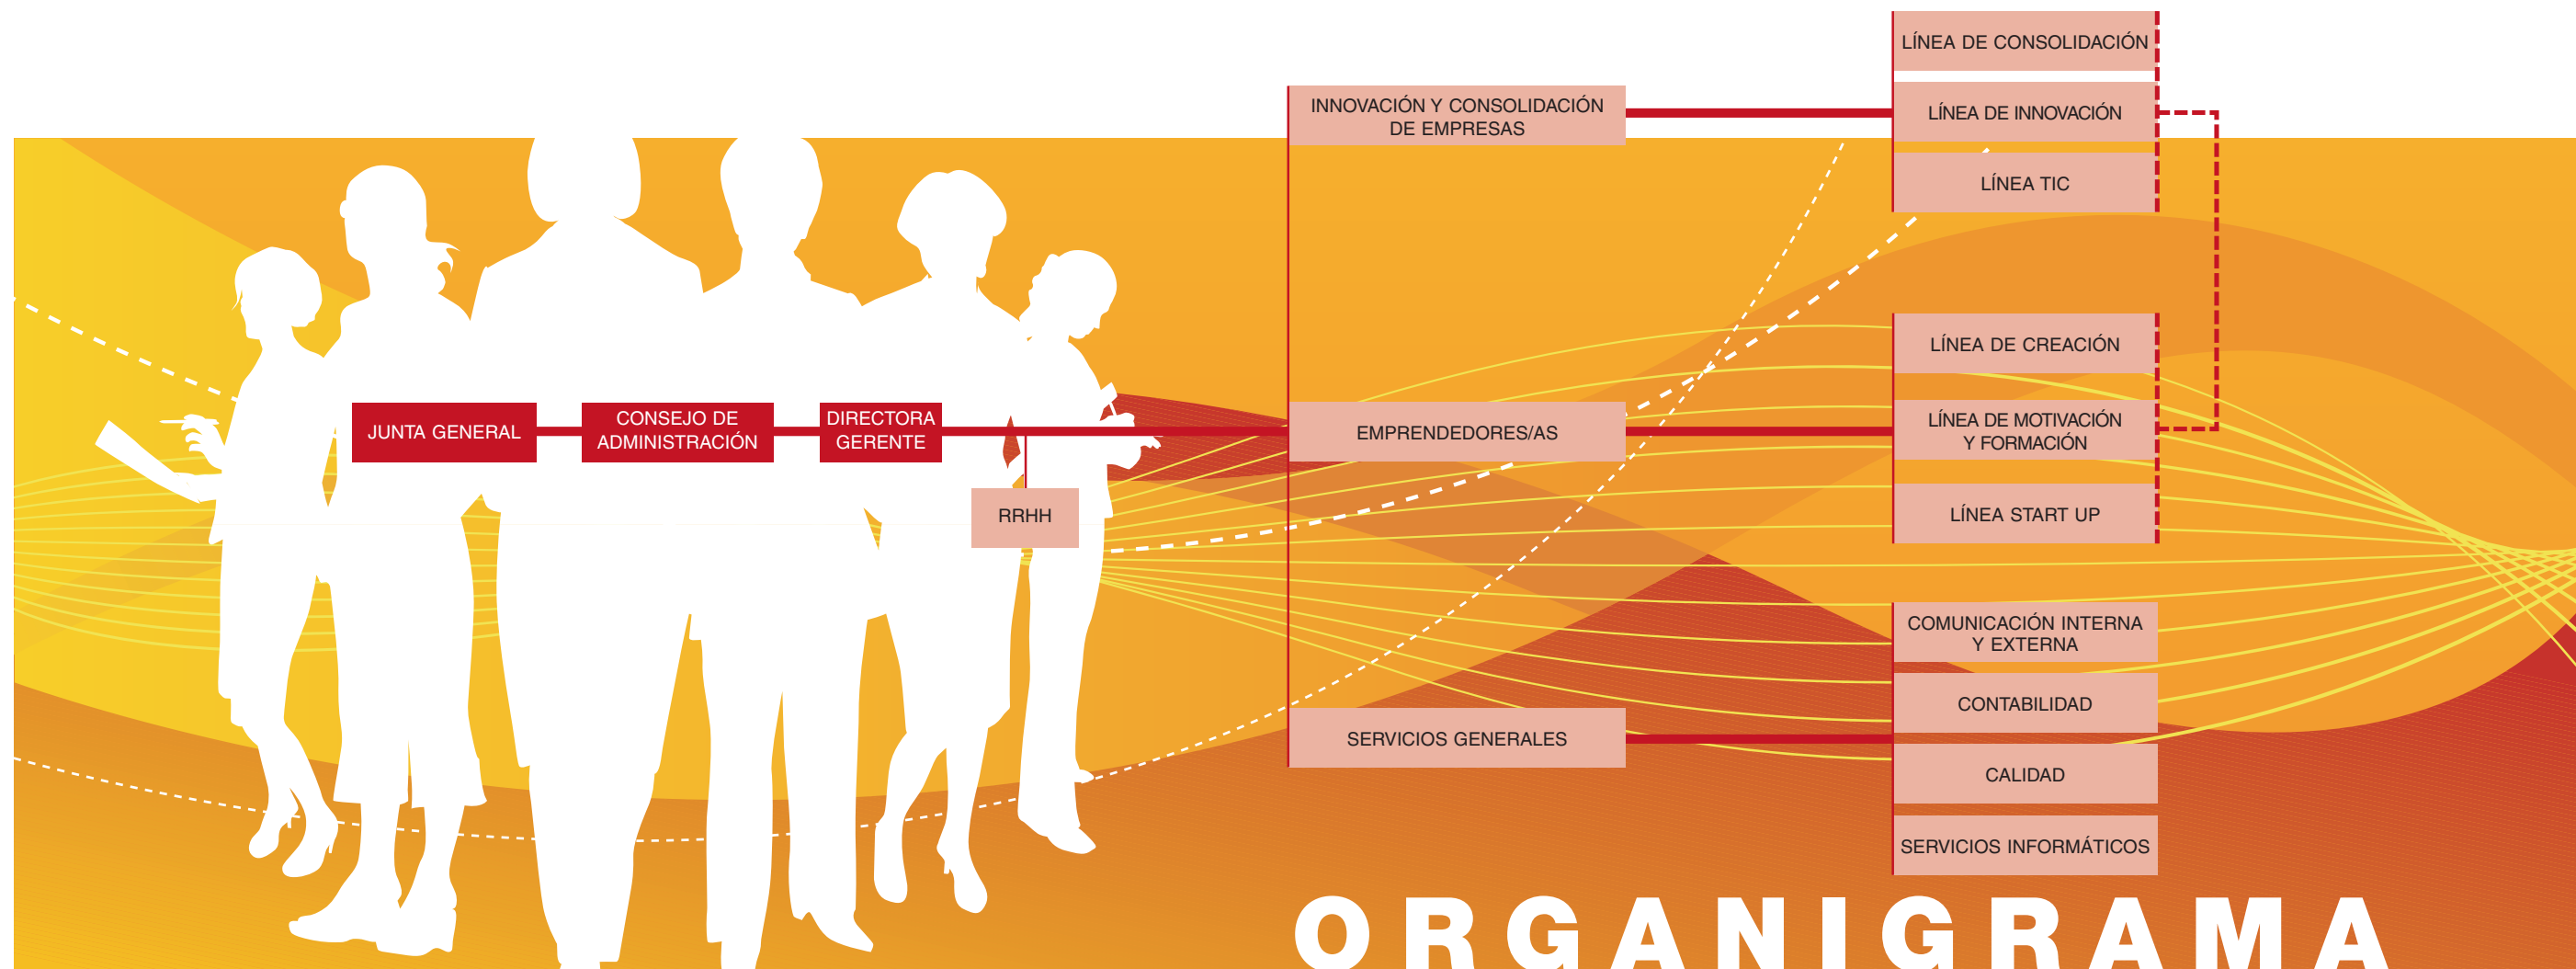 JUNTA GENERAL
CONSEJO DE
ADMINISTRACIÓN
DIRECTORA
GERENTE
RRHH
INNOVACIÓN Y CONSOLIDACIÓN
DE EMPRESAS
LÍNEA DE CONSOLIDACIÓN
LÍNEA DE INNOVACIÓN
LÍNEA TIC
EMPRENDEDORES/AS
LÍNEA DE CREACIÓN
LÍNEA DE MOTIVACIÓN
Y FORMACIÓN
LÍNEA START UP
SERVICIOS GENERALES
COMUNICACIÓN INTERNA
Y EXTERNA
CONTABILIDAD
CALIDAD
SERVICIOS INFORMÁTICOS
ORGANIGRAMA